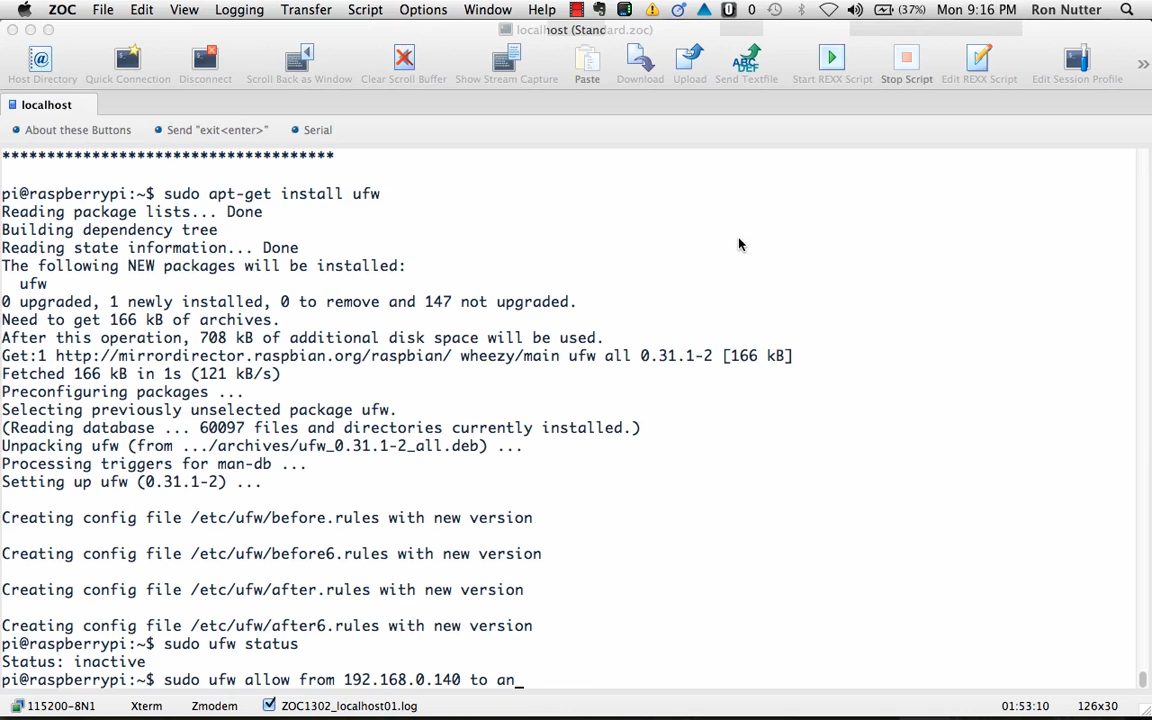 ZOC File Edit View Logging Transfer Script Options Window Help 0 (37%) Mon 9:16 PM Ron Nutter
localhost (Standard.zoc)
Host Directory Quick Connection Disconnect Scroll Back as Window Clear Scroll Buffer Show Stream Capture Paste Download Upload Send Textfile Start REXX Script Stop Script Edit REXX Script Edit Session Profile
localhost
About these Buttons Send "exit<enter>" Serial
*************************************
pi@raspberrypi:~$ sudo apt-get install ufw
Reading package lists... Done
Building dependency tree
Reading state information... Done
The following NEW packages will be installed:
ufw
0 upgraded, 1 newly installed, 0 to remove and 147 not upgraded.
Need to get 166 kB of archives.
After this operation, 708 kB of additional disk space will be used.
Get:1 http://mirrordirector.raspbian.org/raspbian/ wheezy/main ufw all 0.31.1-2 [166 kB]
Fetched 166 kB in 1s (121 kB/s)
Preconfiguring packages ...
Selecting previously unselected package ufw.
(Reading database ... 60097 files and directories currently installed.)
Unpacking ufw (from .../archives/ufw_0.31.1-2_all.deb) ...
Processing triggers for man-db ...
Setting up ufw (0.31.1-2) ...
Creating config file /etc/ufw/before.rules with new version
Creating config file /etc/ufw/before6.rules with new version
Creating config file /etc/ufw/after.rules with new version
Creating config file /etc/ufw/after6.rules with new version
pi@raspberrypi:~$ sudo ufw status
Status: inactive
pi@raspberrypi:~$ sudo ufw allow from 192.168.0.140 to an_
115200-8N1 Xterm Zmodem ZOC1302_localhost01.log 01:53:10 126x30